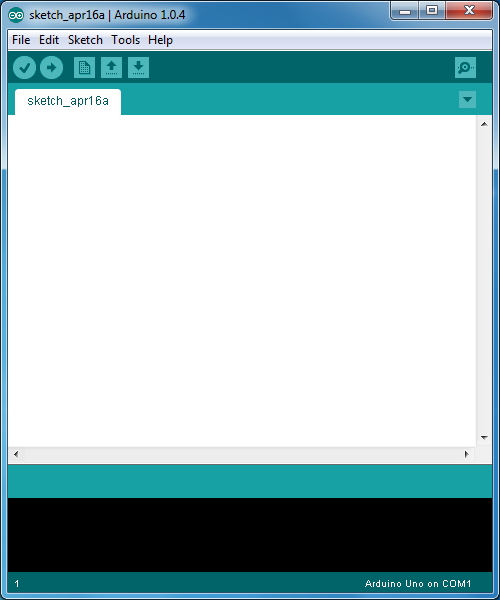 sketch_apr16a | Arduino 1.0.4
File Edit Sketch Tools Help
sketch_apr16a
1 Arduino Uno on COM1